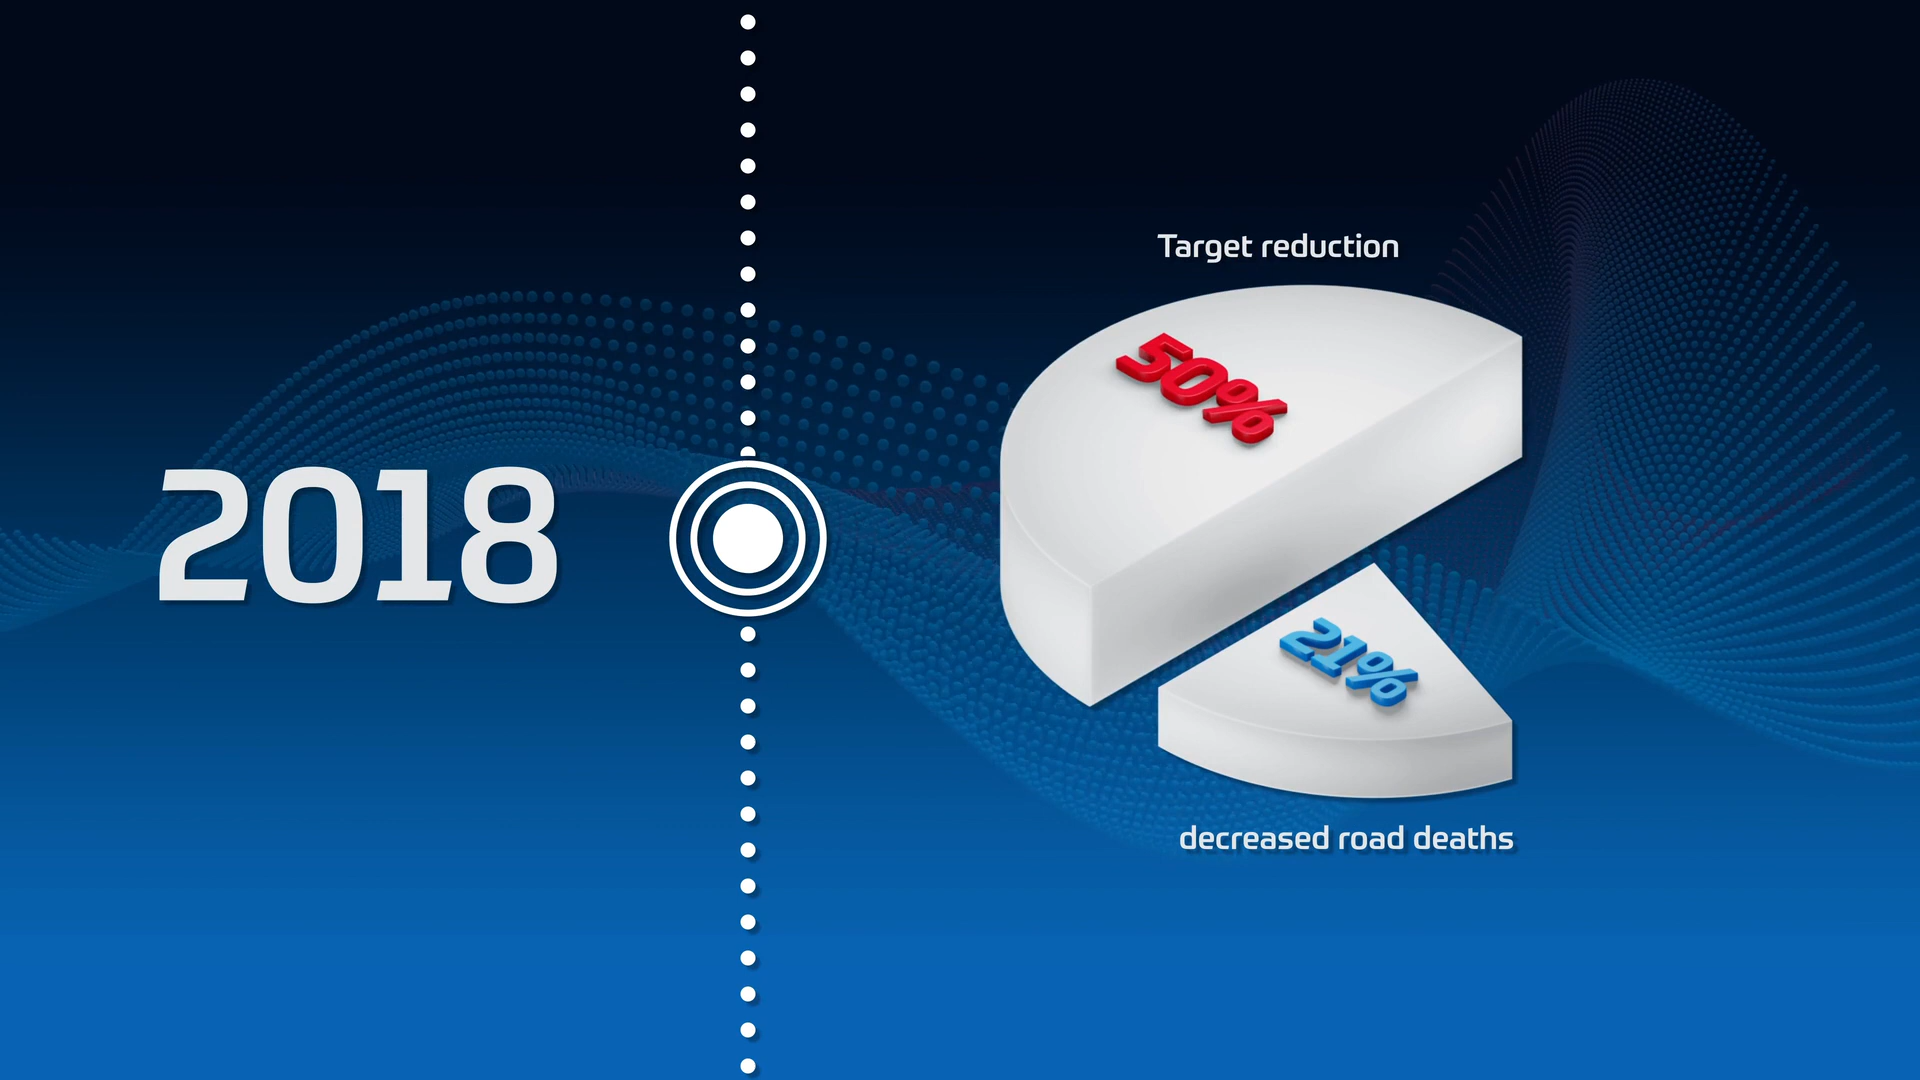 Target reduction
50%
2018
21%
decreased road deaths